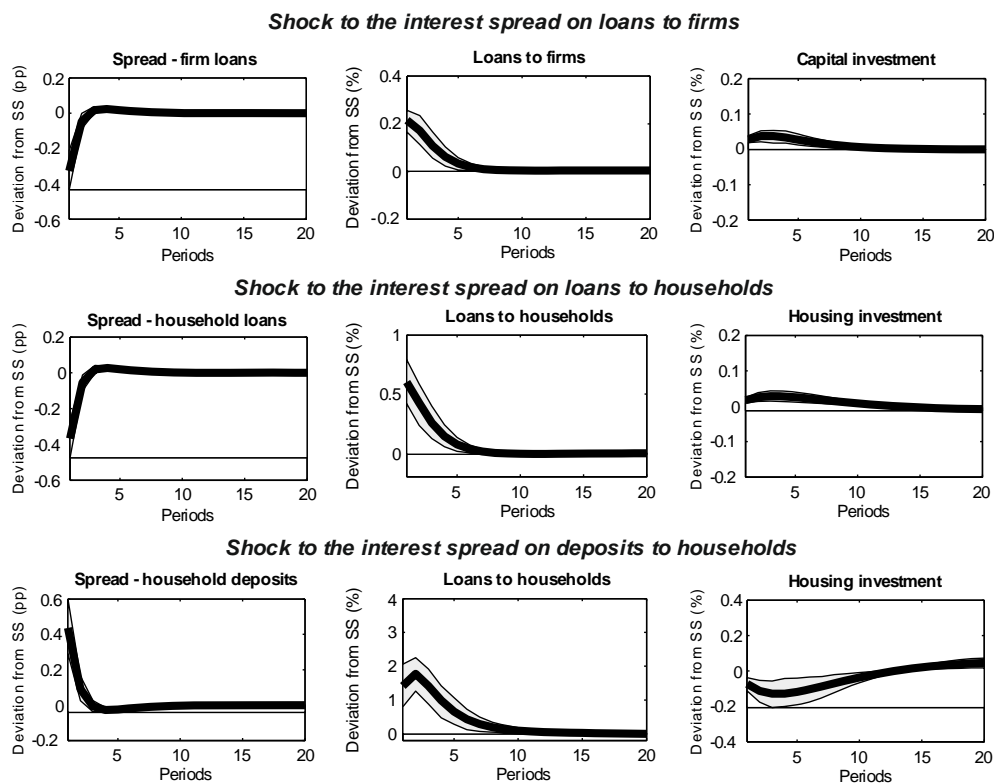 Shock to the interest spread on loans to firms
Spread - firm loans
Loans to firms
Capital investment
Deviation from SS (pp)
0.2
0
-0.2
-0.4
-0.6
5
10
15
20
Periods
Deviation from SS (%)
0.4
0.2
0
-0.2
5
10
15
20
Periods
Deviation from SS (%)
0.2
0.1
0
-0.1
-0.2
5
10
15
20
Periods
Shock to the interest spread on loans to households
Spread - household loans
Loans to households
Housing investment
Deviation from SS (pp)
0.2
0
-0.2
-0.4
-0.6
5
10
15
20
Periods
Deviation from SS (%)
1
0.5
0
5
10
15
20
Periods
Deviation from SS (%)
0.2
0.1
0
-0.1
-0.2
5
10
15
20
Periods
Shock to the interest spread on deposits to households
Spread - household deposits
Loans to households
Housing investment
Deviation from SS (pp)
0.6
0.4
0.2
0
-0.2
5
10
15
20
Periods
Deviation from SS (%)
4
3
2
1
0
5
10
15
20
Periods
Deviation from SS (%)
0.4
0.2
0
-0.2
-0.4
5
10
15
20
Periods